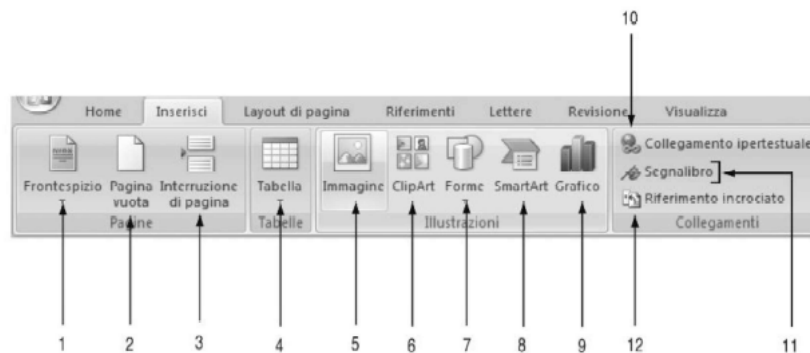 10
Home Inserisci Layout di pagina Riferimenti Lettere Revisione Visualizza
Frontespizio
Pagina vuota
Interruzione di pagina
Pagine
Tabella
Tabelle
Immagine
ClipArt
Forme
SmartArt
Grafico
Illustrazioni
Collegamento ipertestuale
Segnalibro
Riferimento incrociato
Collegamenti
1 2 3 4 5 6 7 8 9 12 11